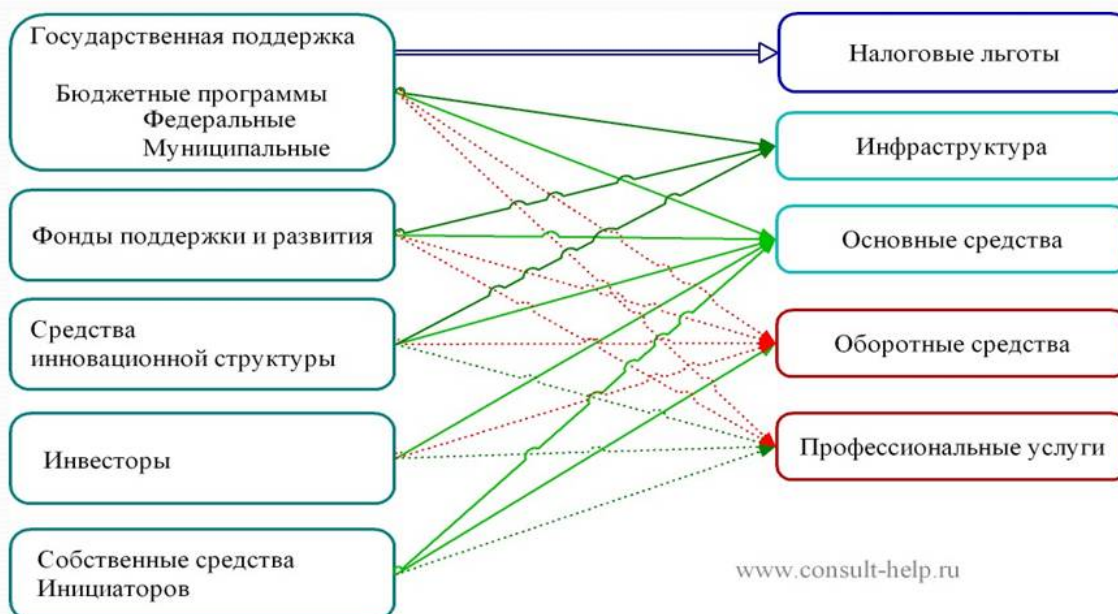 Государственная поддержка
Бюджетные программы
Федеральные
Муниципальные
Фонды поддержки и развития
Средства
инновационной структуры
Инвесторы
Собственные средства
Инициаторов
Налоговые льготы
Инфраструктура
Основные средства
Оборотные средства
Профессиональные услуги
www.consult-help.ru